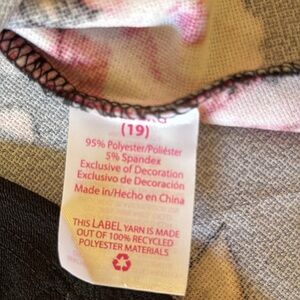 (19)
95% Polyester/Poliéster
5% Spandex
Exclusive of Decoration
Exclusivo de Decoración
Made in/Hecho en China
THIS LABEL YARN IS MADE
OUT OF 100% RECYCLED
POLYESTER MATERIALS